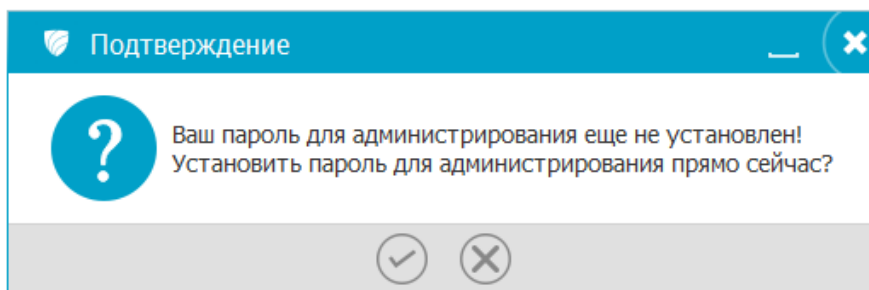 Подтверждение
Ваш пароль для администрирования еще не установлен!
Установить пароль для администрирования прямо сейчас?